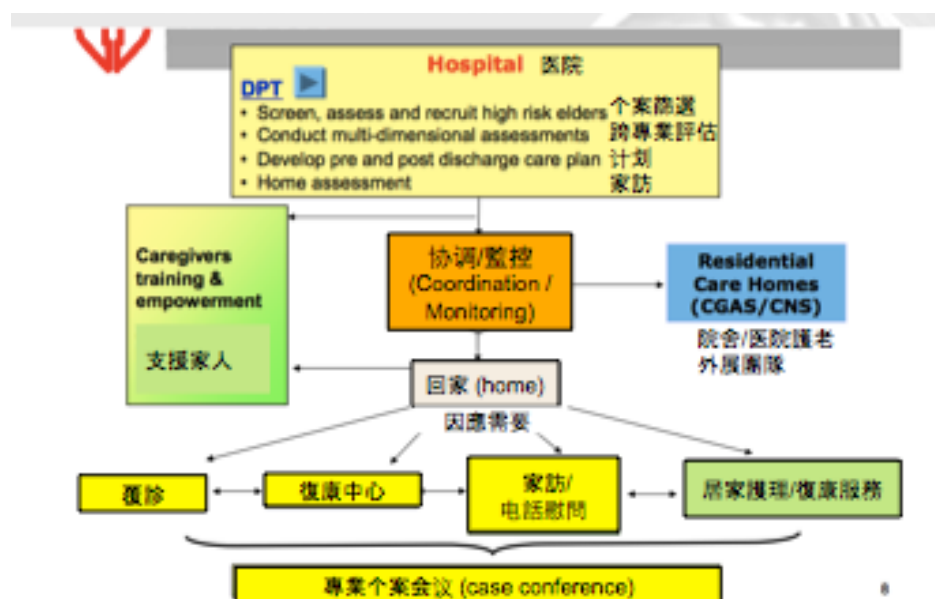 Hospital 医院
DPT
• Screen, assess and recruit high risk elders 个案篩選
• Conduct multi-dimensional assessments 跨專業評估
• Develop pre and post discharge care plan 计划
• Home assessment 家訪
Caregivers
training &
empowerment
支援家人
协调/監控
(Coordination /
Monitoring)
Residential
Care Homes
(CGAS/CNS)
院舍/医院護老
外展團隊
回家 (home)
因應需要
覆診
復康中心
家訪/
电話慰問
居家護理/復康服務
專業个案会议 (case conference)
8